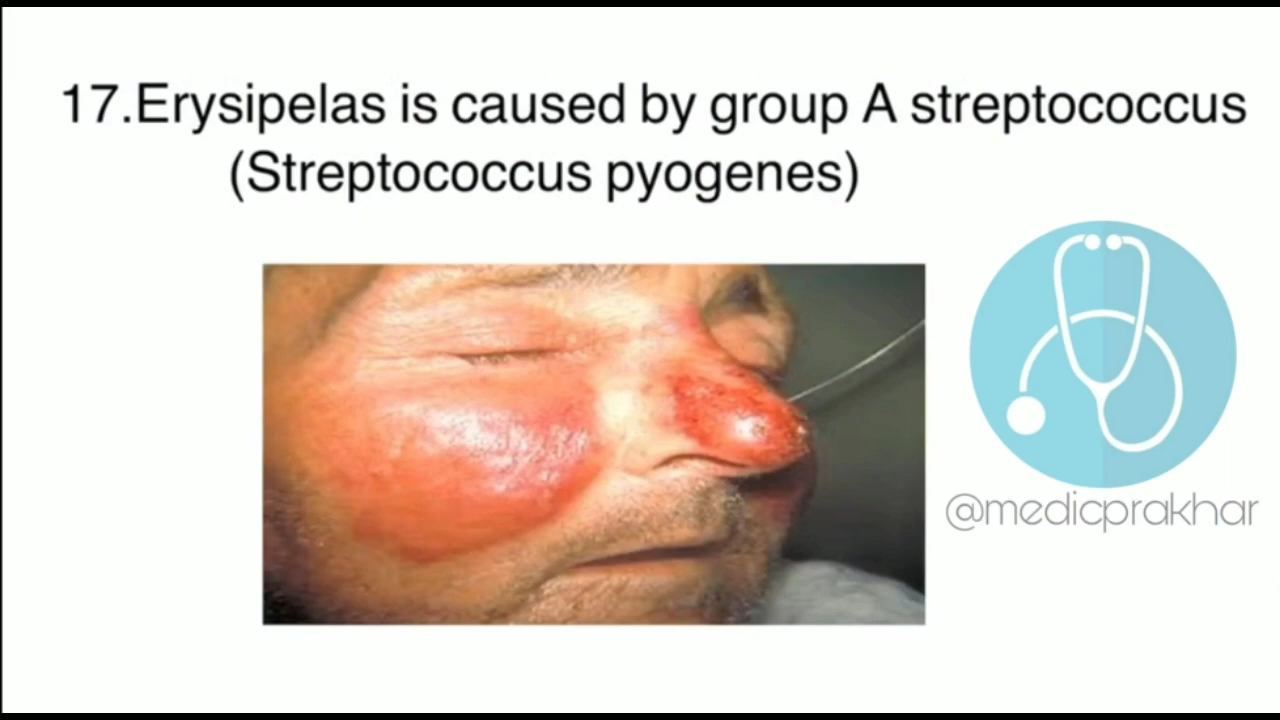 17.Erysipelas is caused by group A streptococcus
(Streptococcus pyogenes)
@medicprakhar